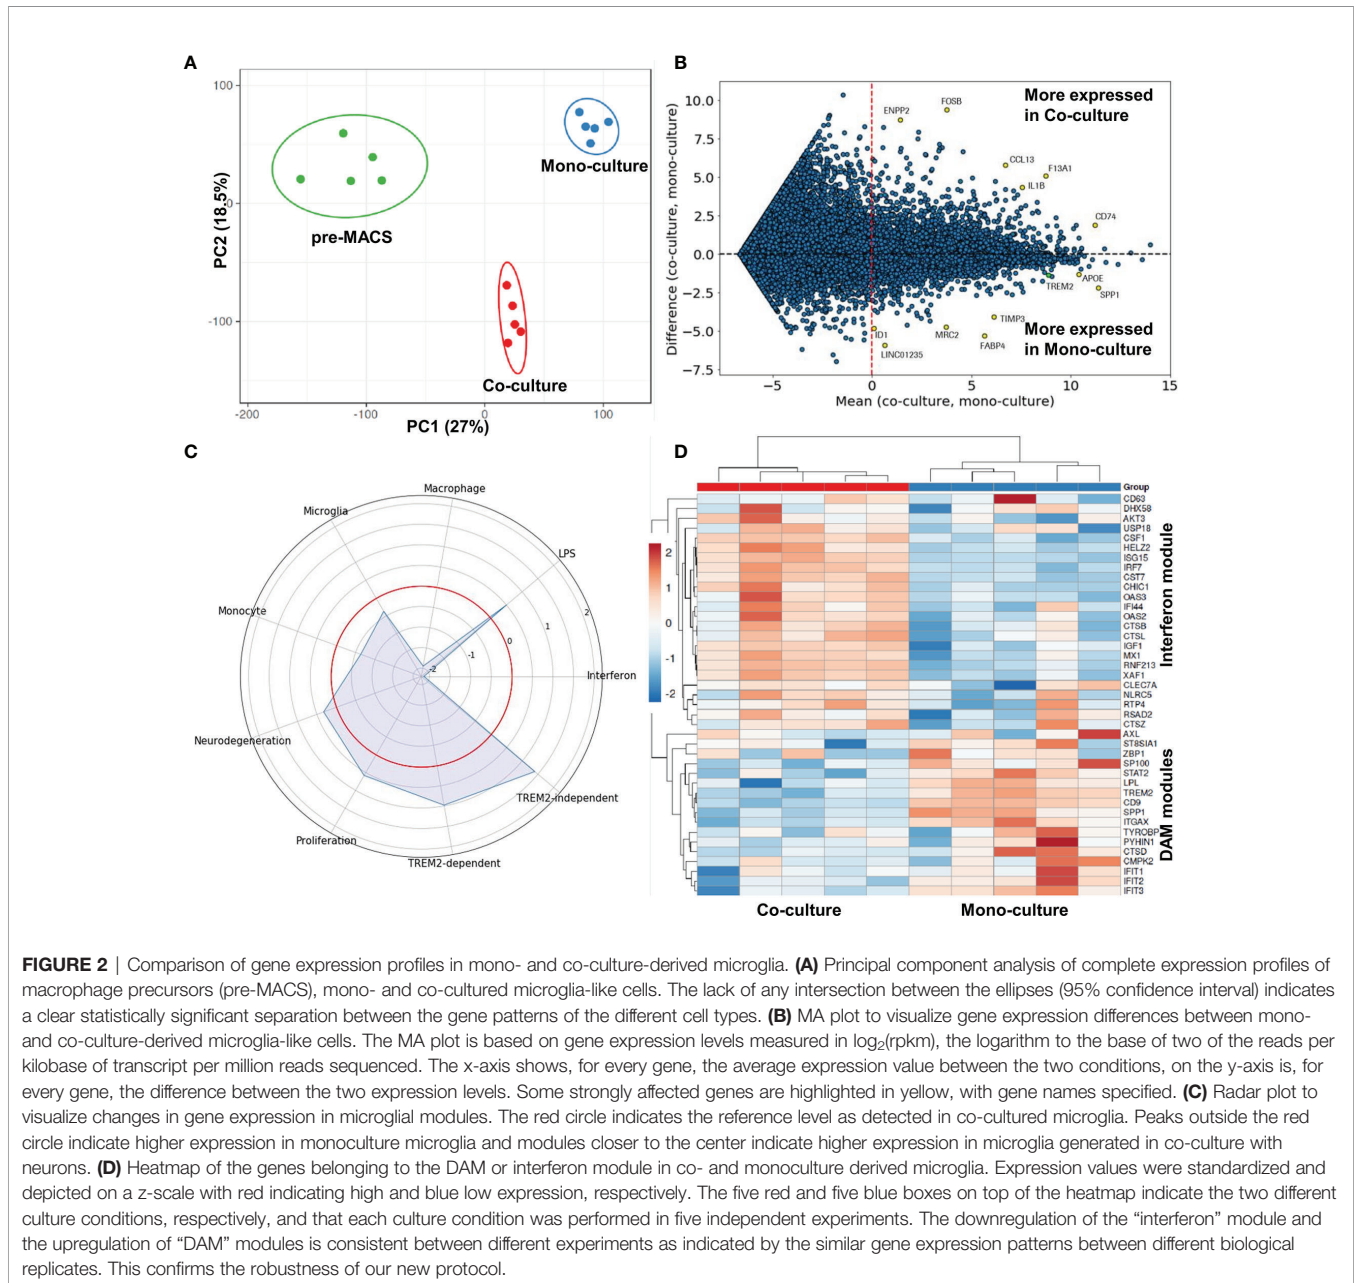 A
100
0
-100
-200
-100
0
100
PC2 (18.5%)
PC1 (27%)
Mono-culture
pre-MACS
Co-culture
B
10.0
7.5
5.0
2.5
0.0
−2.5
−5.0
−7.5
−5
0
5
10
15
Difference (co-culture, mono-culture)
Mean (co-culture, mono-culture)
More expressed
in Co-culture
More expressed
in Mono-culture
ENPP2
FOSB
CCL13
F13A1
IL1B
CD74
TREM2
APOE
SPP1
TIMP3
ID1
MRC2
FABP4
LINC01235
C
Macrophage
Microglia
LPS
Monocyte
Interferon
Neurodegeneration
TREM2-independent
Proliferation
TREM2-dependent
-2
-1
0
1
2
D
2
1
0
-1
-2
Group
CD63
DHX58
AKT3
USP18
CSF1
HELZ2
ISG15
IRF7
CST7
CHIC1
OAS3
IFI44
OAS2
CTSB
CTSL
IGF1
MX1
RNF213
XAF1
CLEC7A
NLRC5
RTP4
RSAD2
CTSZ
AXL
ST8SIA1
ZBP1
SP100
STAT2
LPL
TREM2
CD9
SPP1
ITGAX
TYROBP
PYHIN1
CTSD
CMPK2
IFIT1
IFIT2
IFIT3
Interferon module
DAM modules
Co-culture
Mono-culture
FIGURE 2 | Comparison of gene expression profiles in mono- and co-culture-derived microglia. (A) Principal component analysis of complete expression profiles of
macrophage precursors (pre-MACS), mono- and co-cultured microglia-like cells. The lack of any intersection between the ellipses (95% confidence interval) indicates
a clear statistically significant separation between the gene patterns of the different cell types. (B) MA plot to visualize gene expression differences between mono-
and co-culture-derived microglia-like cells. The MA plot is based on gene expression levels measured in log2(rpkm), the logarithm to the base of two of the reads per
kilobase of transcript per million reads sequenced. The x-axis shows, for every gene, the average expression value between the two conditions, on the y-axis is, for
every gene, the difference between the two expression levels. Some strongly affected genes are highlighted in yellow, with gene names specified. (C) Radar plot to
visualize changes in gene expression in microglial modules. The red circle indicates the reference level as detected in co-cultured microglia. Peaks outside the red
circle indicate higher expression in monoculture microglia and modules closer to the center indicate higher expression in microglia generated in co-culture with
neurons. (D) Heatmap of the genes belonging to the DAM or interferon module in co- and monoculture derived microglia. Expression values were standardized and
depicted on a z-scale with red indicating high and blue low expression, respectively. The five red and five blue boxes on top of the heatmap indicate the two different
culture conditions, respectively, and that each culture condition was performed in five independent experiments. The downregulation of the “interferon” module and
the upregulation of “DAM” modules is consistent between different experiments as indicated by the similar gene expression patterns between different biological
replicates. This confirms the robustness of our new protocol.